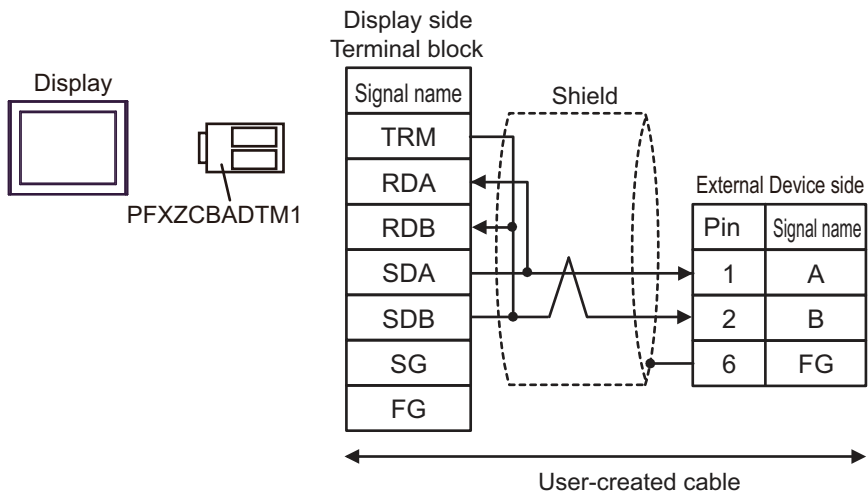 Display side
Terminal block
Display
PFXZCBADTM1
Signal name
TRM
RDA
RDB
SDA
SDB
SG
FG
Shield
External Device side
Pin Signal name
1 A
2 B
6 FG
User-created cable